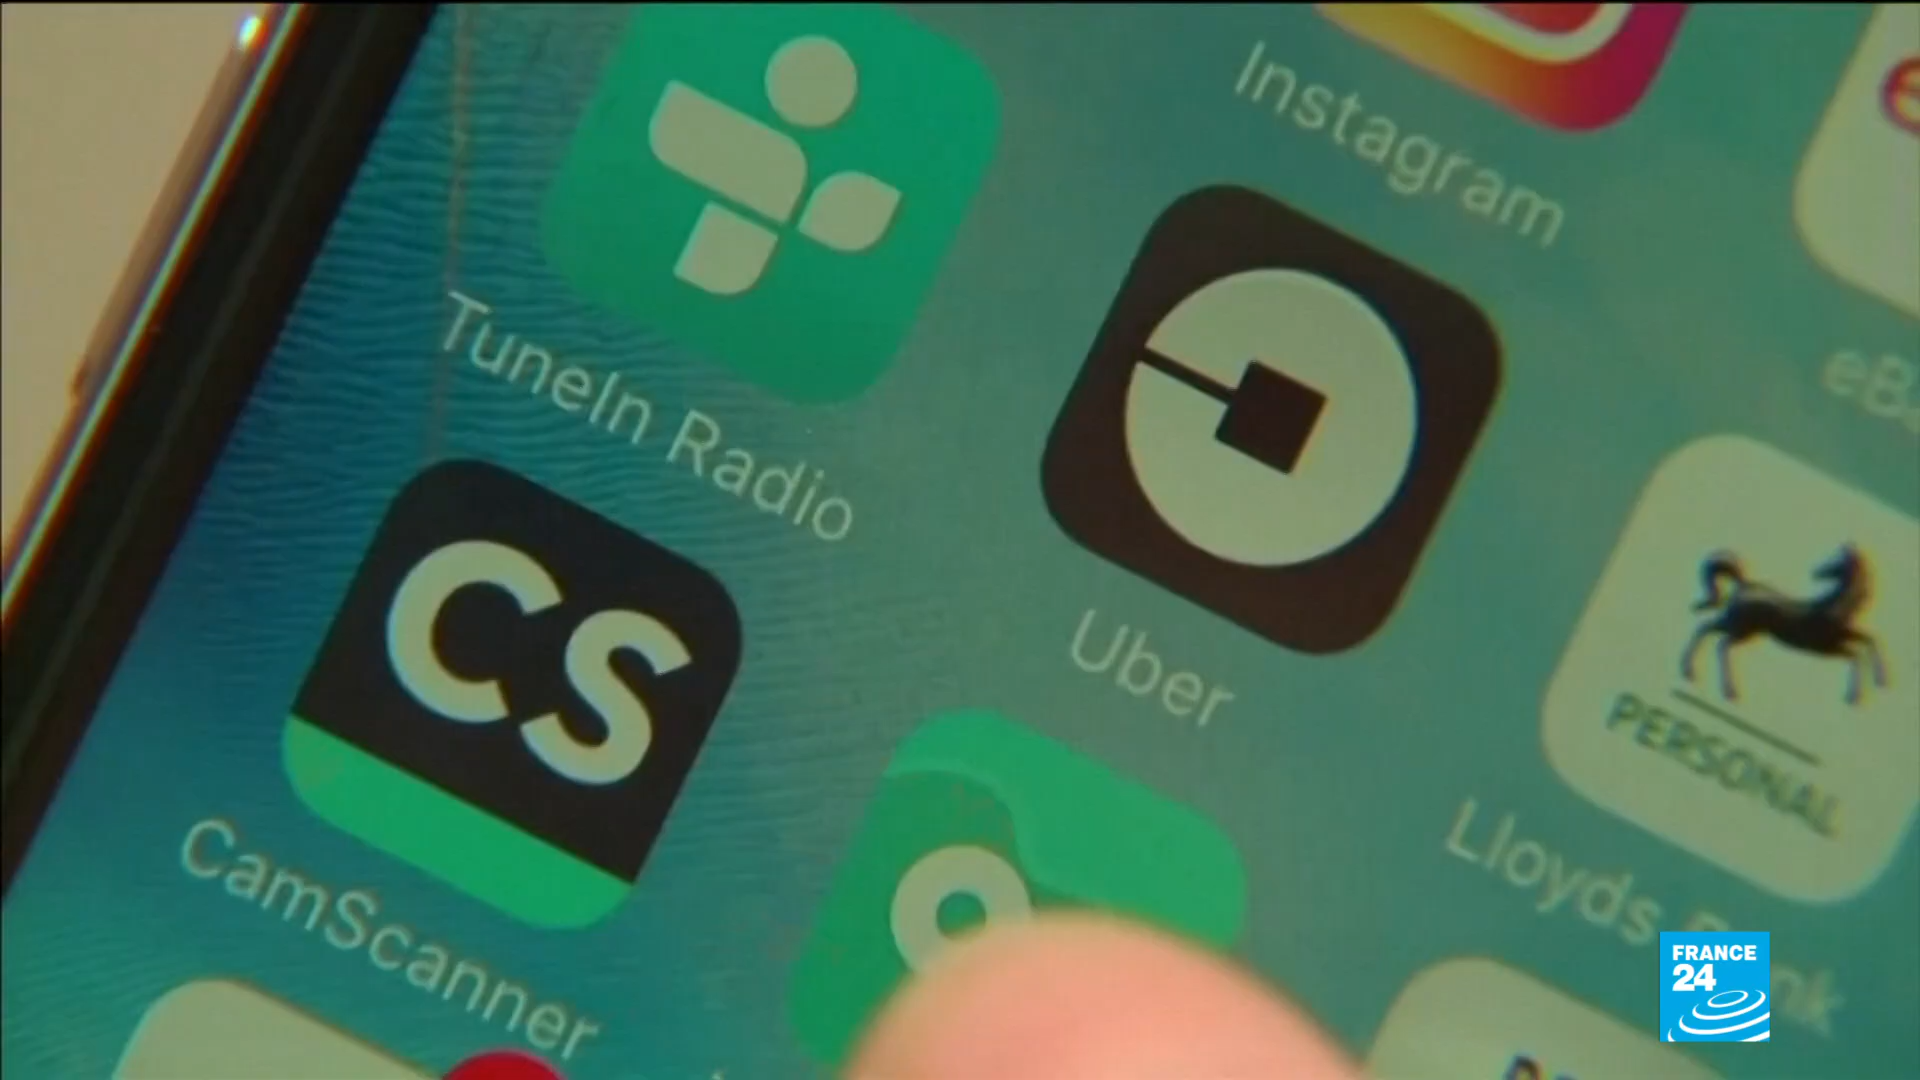 Instagram
TuneIn Radio
Uber
CS
PERSONAL
CamScanner
Lloyds
FRANCE
24